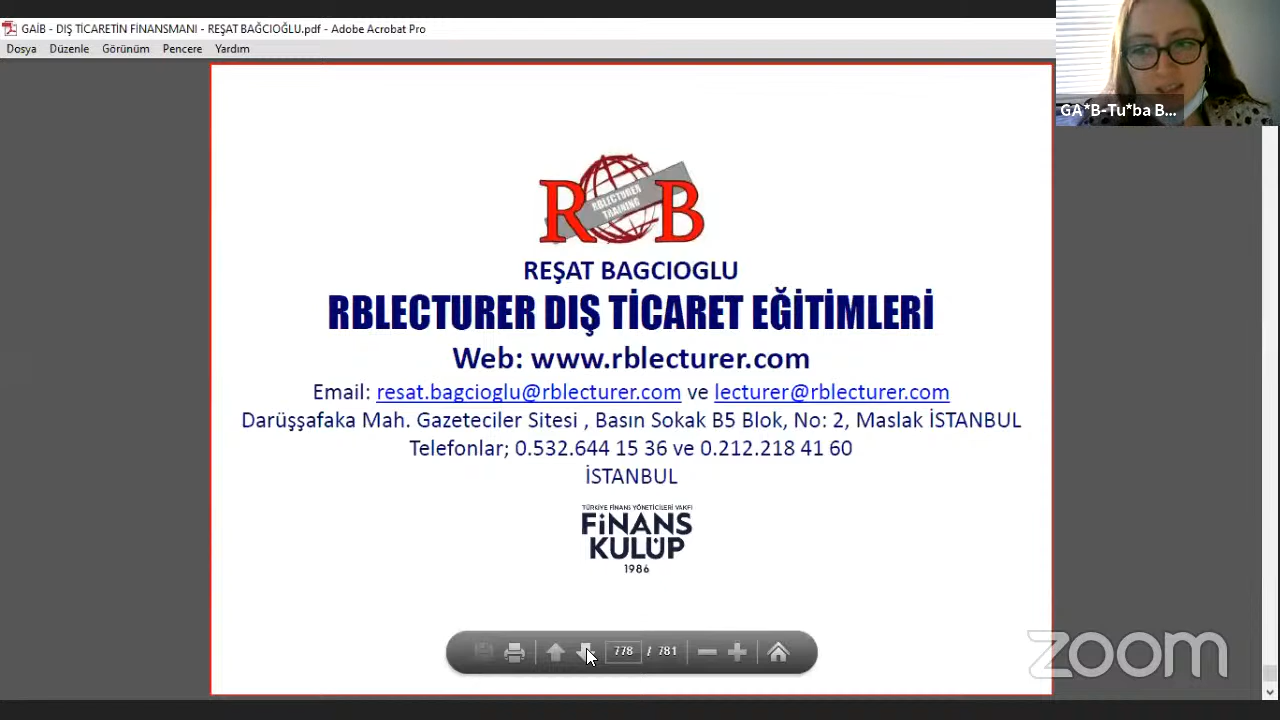 GAİB - DIŞ TİCARETİN FİNANSMANI - REŞAT BAĞCIOĞLU.pdf - Adobe Acrobat Pro
Dosya Düzenle Görünüm Pencere Yardım
GA*B-Tu*ba B...
R B
RBLECTURER
TRAINING
REŞAT BAGCIOGLU
RBLECTURER DIŞ TİCARET EĞİTİMLERİ
Web: www.rblecturer.com
Email: resat.bagcioglu@rblecturer.com ve lecturer@rblecturer.com
Darüşşafaka Mah. Gazeteciler Sitesi , Basın Sokak B5 Blok, No: 2, Maslak İSTANBUL
Telefonlar; 0.532.644 15 36 ve 0.212.218 41 60
İSTANBUL
TÜRKİYE FİNANS YÖNETİCİLERİ VAKFI
FİNANS
KULÜP
1986
778 / 781
zoom